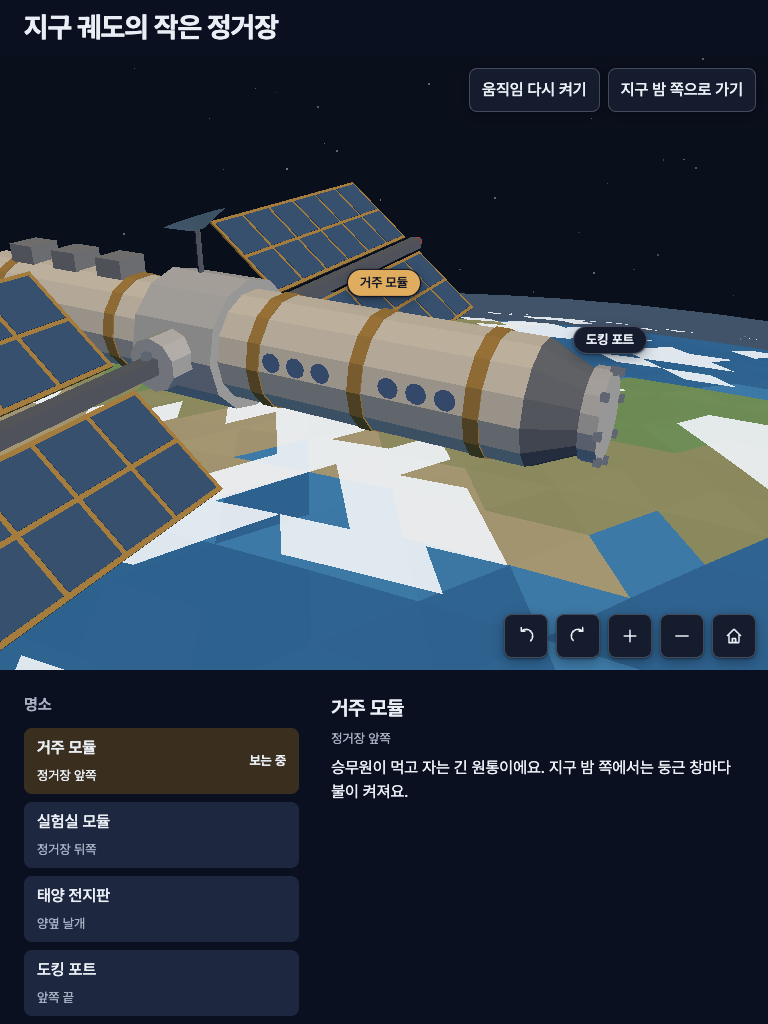 지구 궤도의 작은 정거장
움직임 다시 켜기
지구 밤 쪽으로 가기
거주 모듈
도킹 포트
명소
거주 모듈
정거장 앞쪽
보는 중
실험실 모듈
정거장 뒤쪽
태양 전지판
양옆 날개
도킹 포트
앞쪽 끝
거주 모듈
정거장 앞쪽
승무원이 먹고 자는 긴 원통이에요. 지구 밤 쪽에서는 둥근 창마다
불이 켜져요.